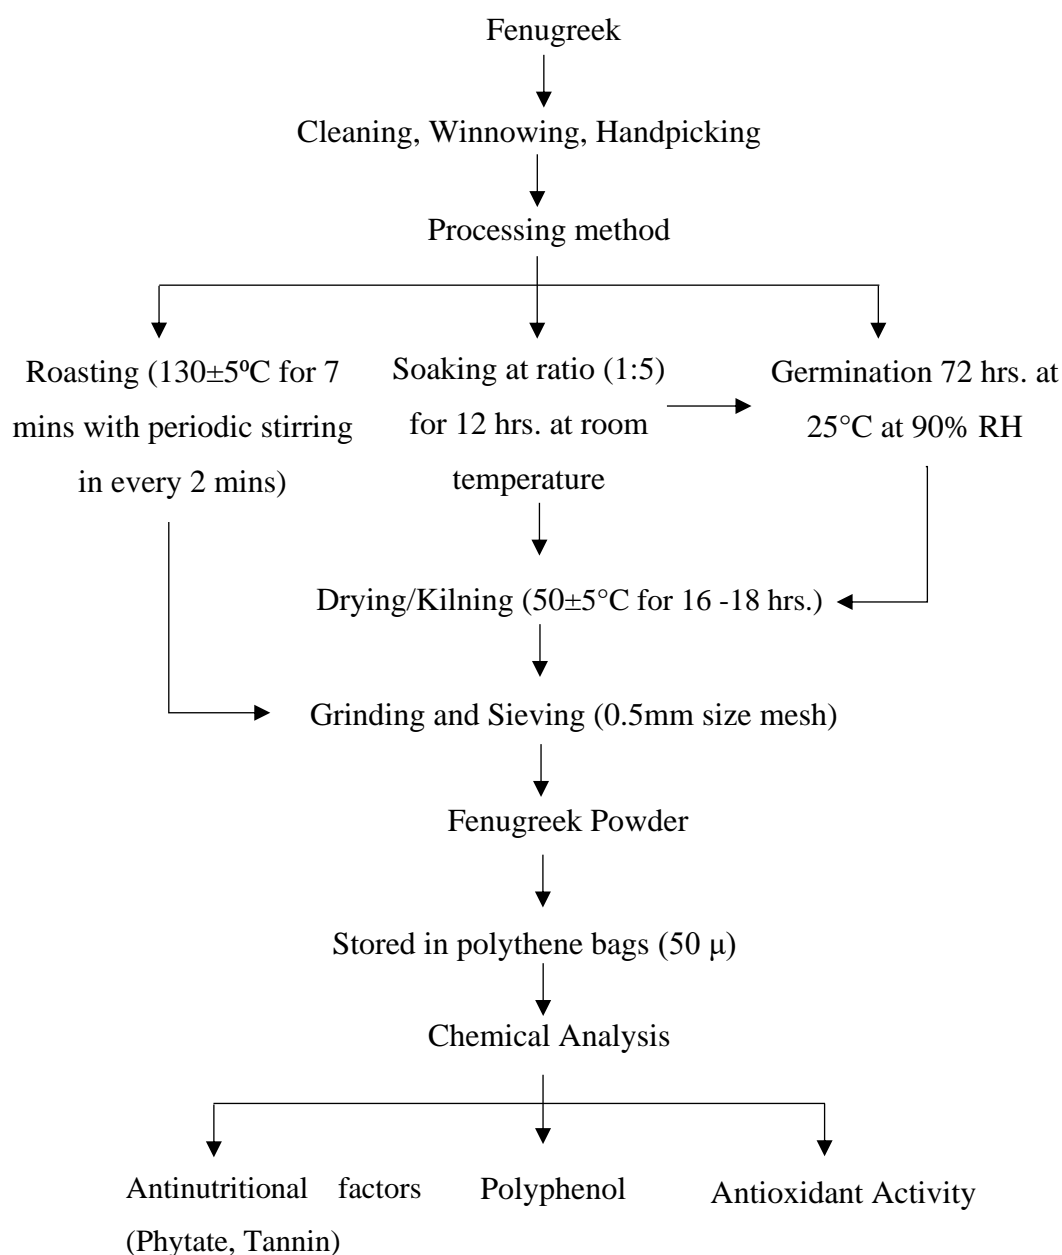 Fenugreek
Cleaning, Winnowing, Handpicking
Processing method
Roasting (130±5⁰C for 7
mins with periodic stirring
in every 2 mins)
Soaking at ratio (1:5)
for 12 hrs. at room
temperature
Germination 72 hrs. at
25°C at 90% RH
Drying/Kilning (50±5°C for 16 -18 hrs.)
Grinding and Sieving (0.5mm size mesh)
Fenugreek Powder
Stored in polythene bags (50 μ)
Chemical Analysis
Antinutritional factors
(Phytate, Tannin)
Polyphenol
Antioxidant Activity